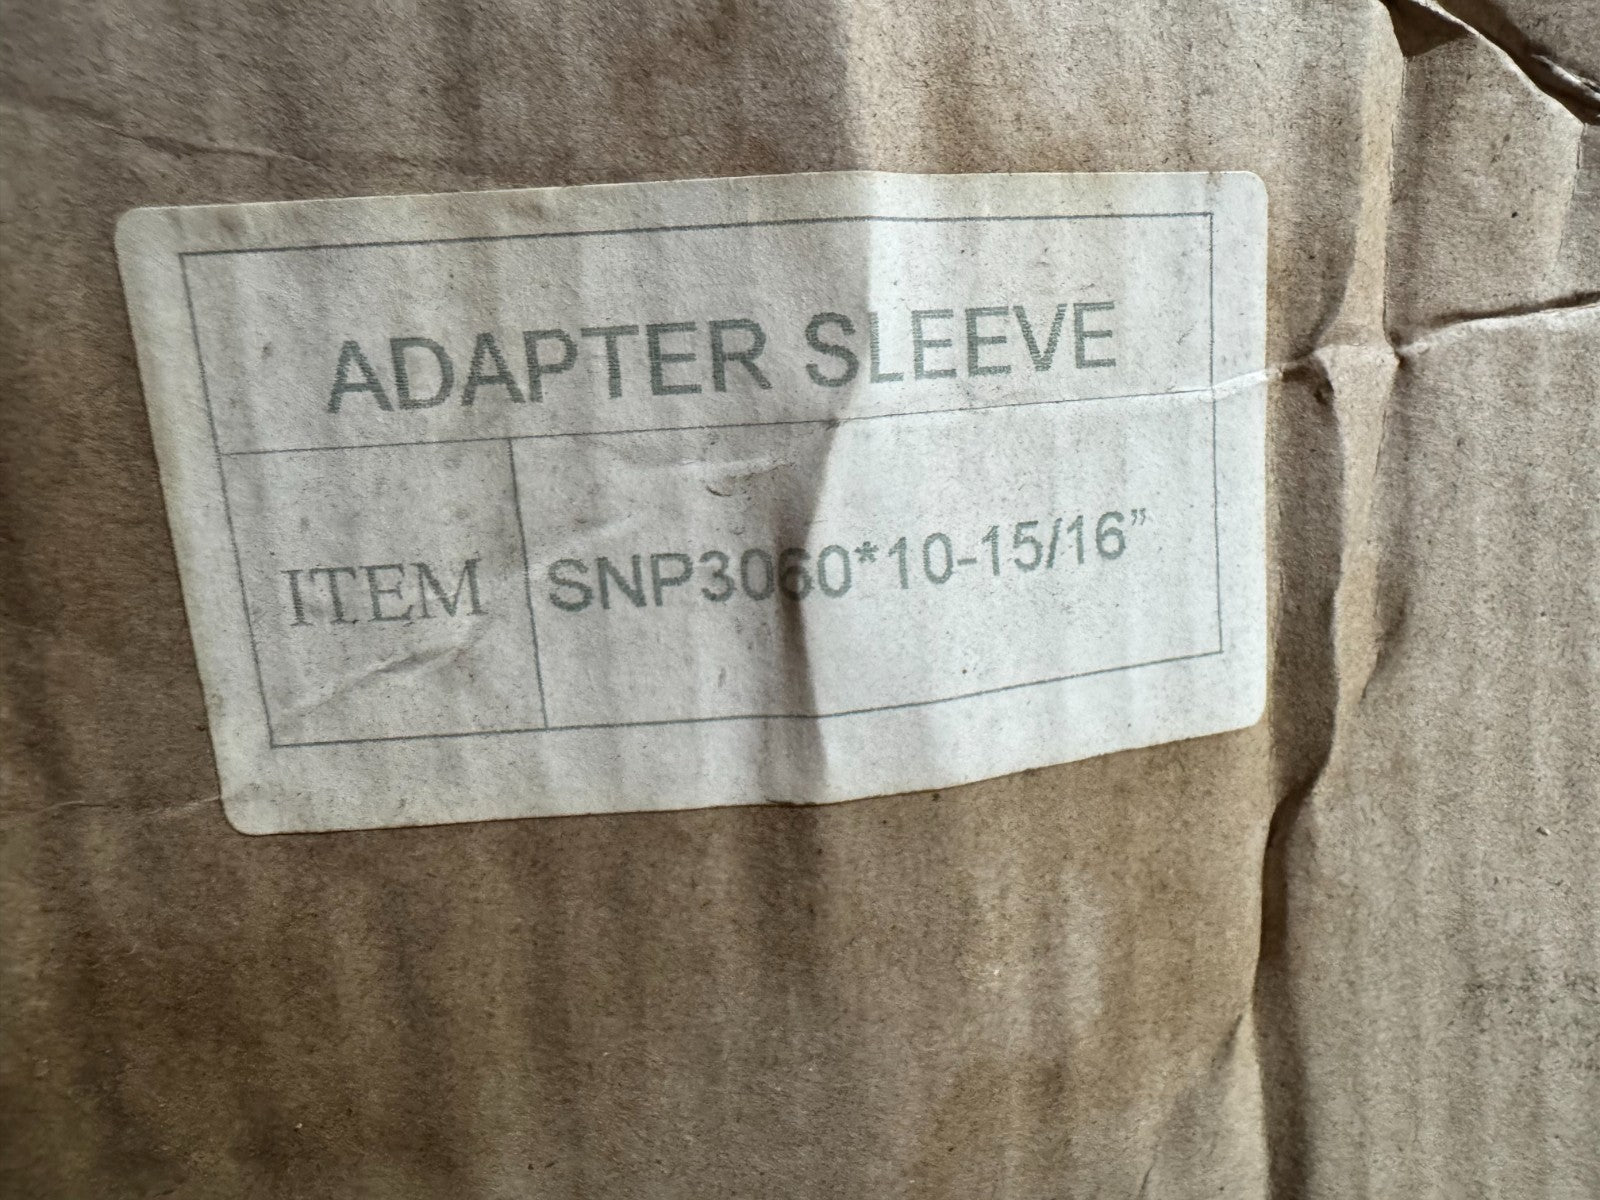 ADAPTER SLEEVE
ITEM SNP3060*10-15/16”